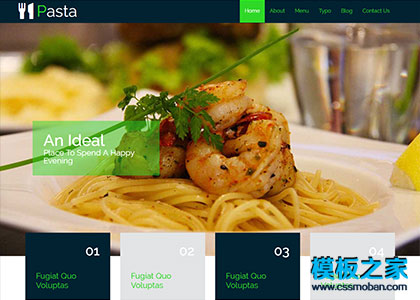 Pasta
Home About Menu Typo Blog Contact Us
An Ideal
Place To Spend A Happy
Evening
01
02
03
04
Fugiat Quo
Voluptas
Fugiat Quo
Voluptas
Fugiat Quo
Voluptas
模板之家
www.cssmoban.com